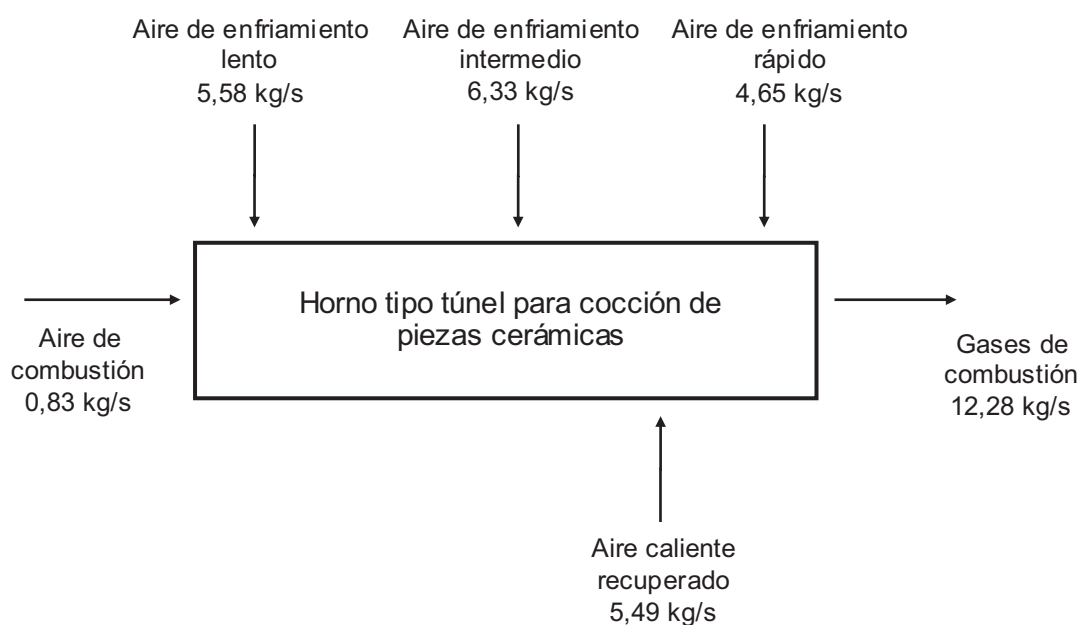 Aire de enfriamiento
lento
5,58 kg/s
Aire de enfriamiento
intermedio
6,33 kg/s
Aire de enfriamiento
rápido
4,65 kg/s
Horno tipo túnel para cocción de
piezas cerámicas
Aire de
combustión
0,83 kg/s
Gases de
combustión
12,28 kg/s
Aire caliente
recuperado
5,49 kg/s